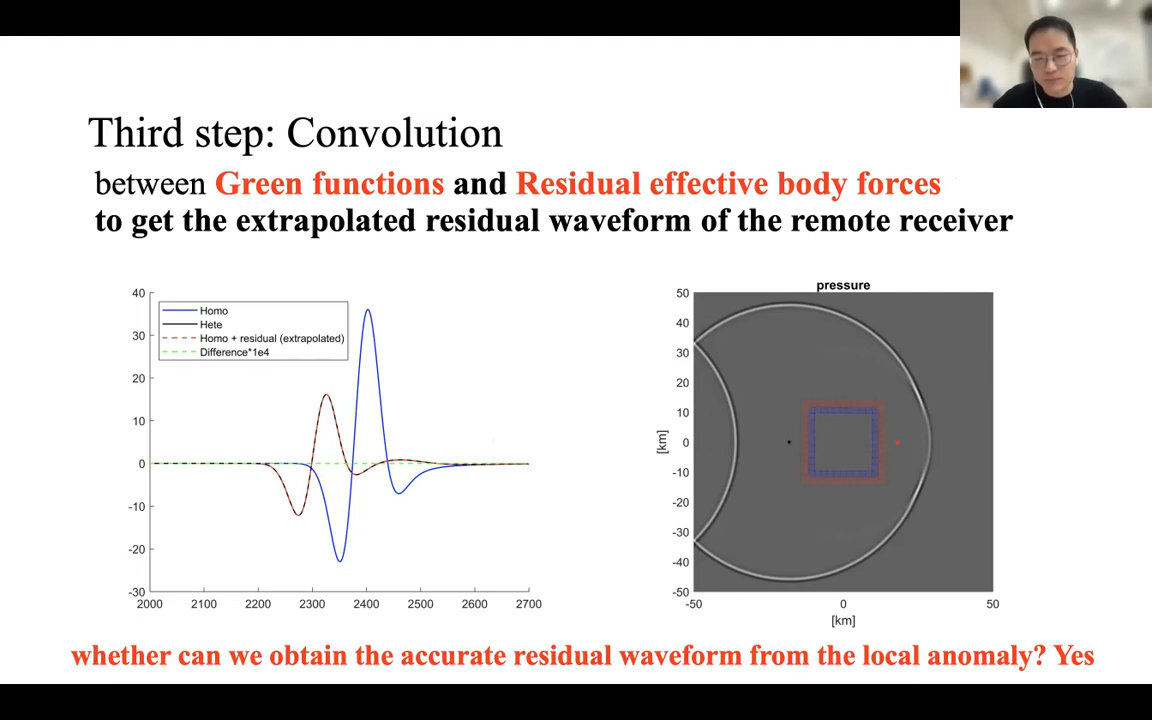 Third step: Convolution
between Green functions and Residual effective body forces
to get the extrapolated residual waveform of the remote receiver
40
30
20
10
0
-10
-20
-30
2000 2100 2200 2300 2400 2500 2600 2700
Homo
Hete
Homo + residual (extrapolated)
Difference*1e4
pressure
50
40
30
20
10
0
-10
-20
-30
-40
-50
[km]
-50 0 50
[km]
whether can we obtain the accurate residual waveform from the local anomaly? Yes